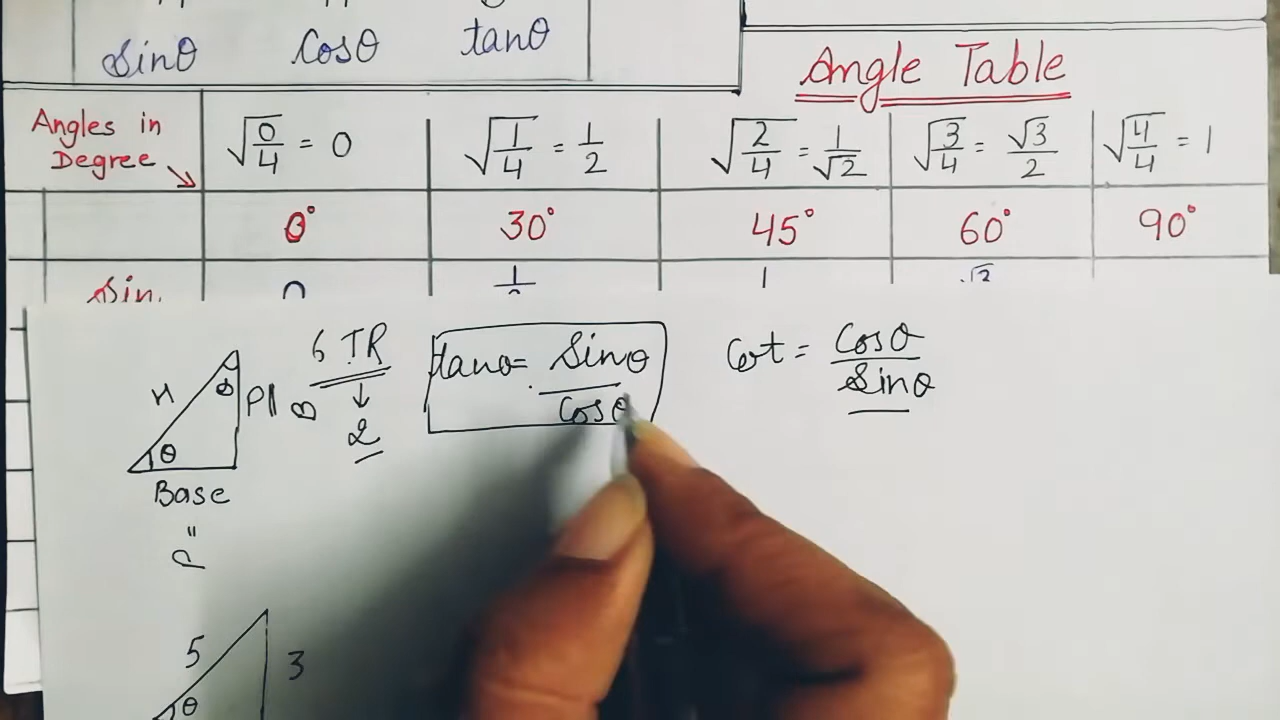 sinθ cosθ tanθ
Angle Table
Angles in Degree
√0/4 = 0
√1/4 = 1/2
√2/4 = 1/√2
√3/4 = √3/2
√4/4 = 1
0° 30° 45° 60° 90°
Sin. 0 1 1
6 TR
2
tanθ = Sinθ/Cosθ
Cot = Cosθ/Sinθ
H θ P B
Base
P
5 3
θ